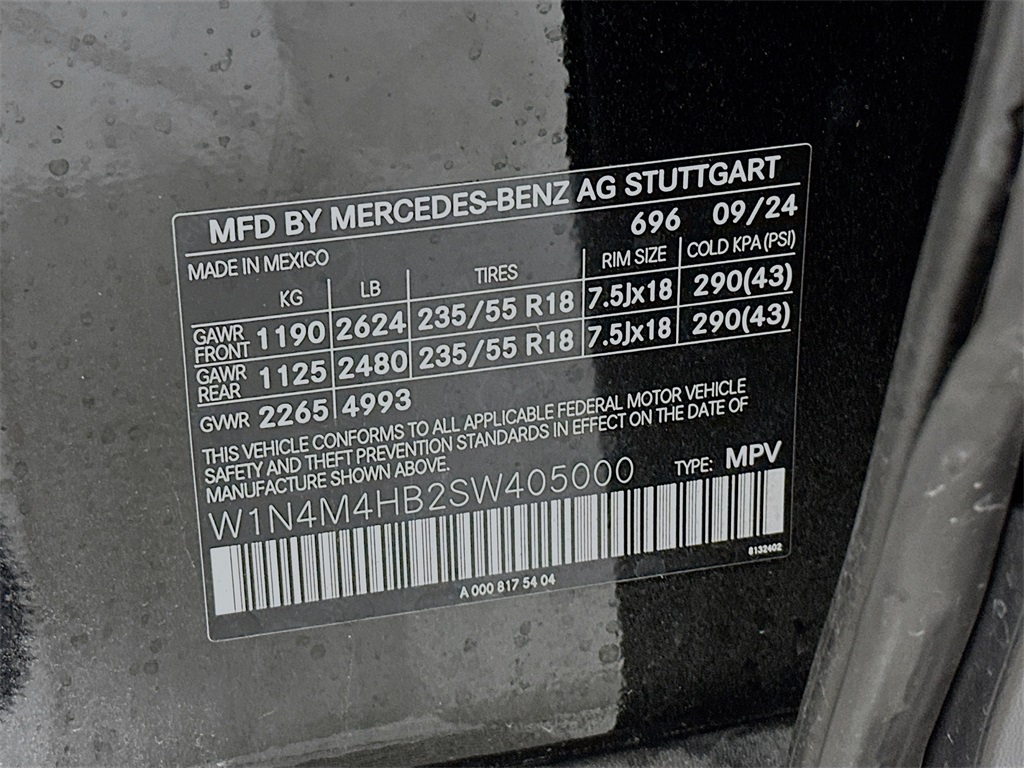 MFD BY MERCEDES-BENZ AG STUTTGART
696 09/24
MADE IN MEXICO
KG LB TIRES RIM SIZE COLD KPA (PSI)
GAWR FRONT 1190 2624 235/55 R18 7.5Jx18 290(43)
GAWR REAR 1125 2480 235/55 R18 7.5Jx18 290(43)
GVWR 2265 4993
THIS VEHICLE CONFORMS TO ALL APPLICABLE FEDERAL MOTOR VEHICLE
SAFETY AND THEFT PREVENTION STANDARDS IN EFFECT ON THE DATE OF
MANUFACTURE SHOWN ABOVE.
W1N4M4HB2SW405000 TYPE: MPV
A 000 817 54 04
8132402